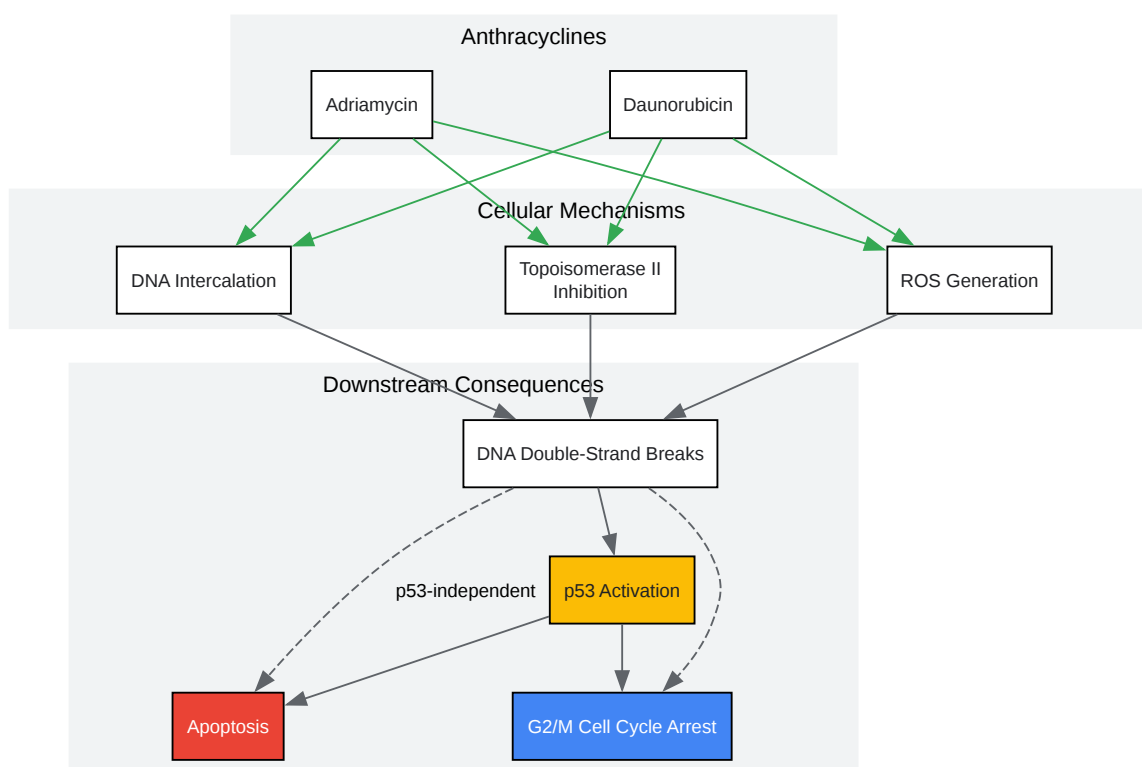 Anthracyclines
Adriamycin
Daunorubicin
Cellular Mechanisms
DNA Intercalation
Topoisomerase II
Inhibition
ROS Generation
Downstream Consequences
DNA Double-Strand Breaks
p53-independent
p53 Activation
Apoptosis
G2/M Cell Cycle Arrest